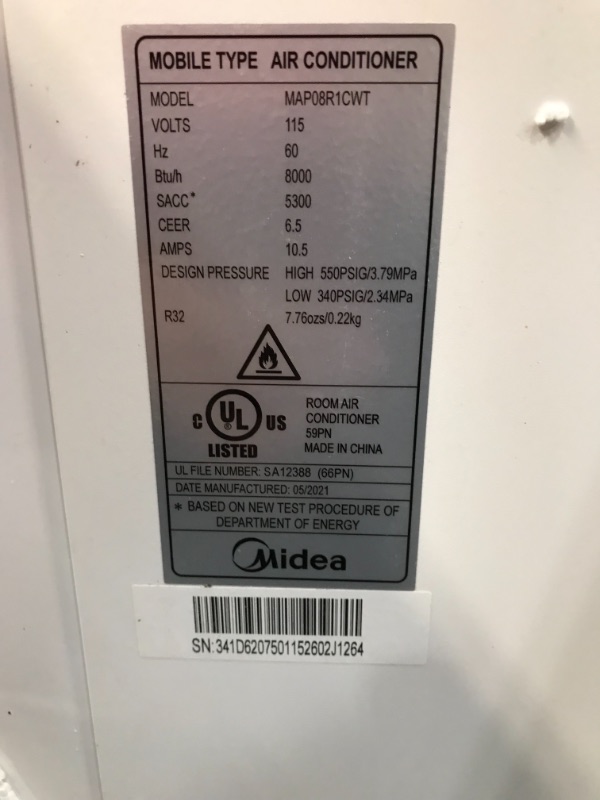 MOBILE TYPE AIR CONDITIONER
MODEL MAP08R1CWT
VOLTS 115
Hz 60
Btu/h 8000
SACC* 5300
CEER 6.5
AMPS 10.5
DESIGN PRESSURE HIGH 550PSIG/3.79MPa
LOW 340PSIG/2.34MPa
R32 7.76ozs/0.22kg
C UL ® US
LISTED
ROOM AIR
CONDITIONER
59PN
MADE IN CHINA
UL FILE NUMBER: SA12388 (66PN)
DATE MANUFACTURED: 05/2021
* BASED ON NEW TEST PROCEDURE OF
DEPARTMENT OF ENERGY
Midea
SN:341D6207501152602J1264